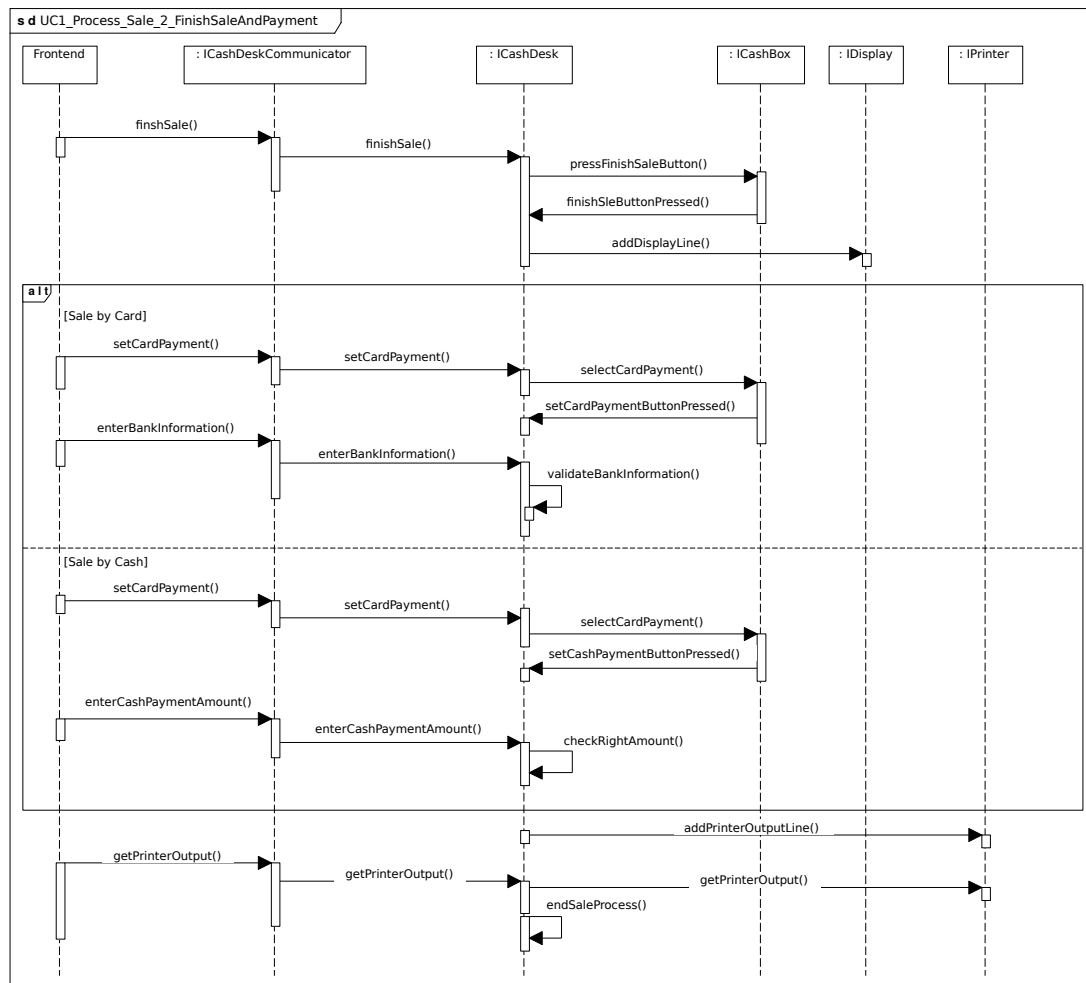 sd UC1_Process_Sale_2_FinishSaleAndPayment
Frontend
: ICashDeskCommunicator
: ICashDesk
: ICashBox
: IDisplay
: IPrinter
finshSale()
finishSale()
pressFinishSaleButton()
finishSleButtonPressed()
addDisplayLine()
alt
[Sale by Card]
setCardPayment()
setCardPayment()
selectCardPayment()
setCardPaymentButtonPressed()
enterBankInformation()
enterBankInformation()
validateBankInformation()
[Sale by Cash]
setCardPayment()
setCardPayment()
selectCardPayment()
setCashPaymentButtonPressed()
enterCashPaymentAmount()
enterCashPaymentAmount()
checkRightAmount()
addPrinterOutputLine()
getPrinterOutput()
getPrinterOutput()
getPrinterOutput()
endSaleProcess()